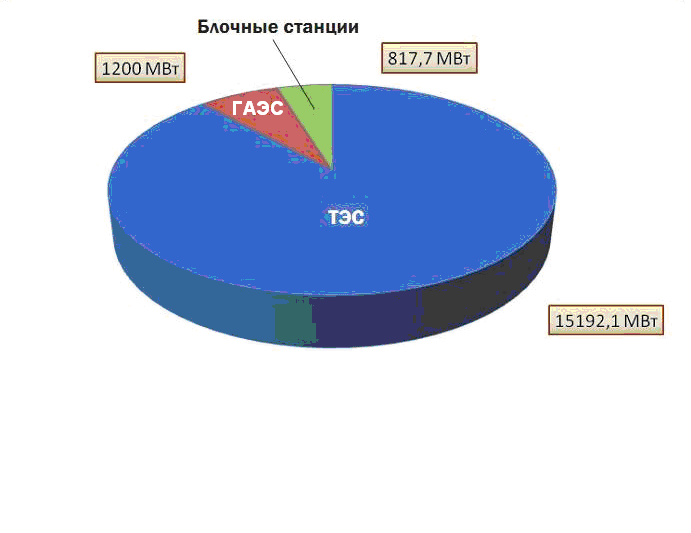 Блочные станции
817,7 МВт
1200 МВт
ГАЭС
ТЭС
15192,1 МВт